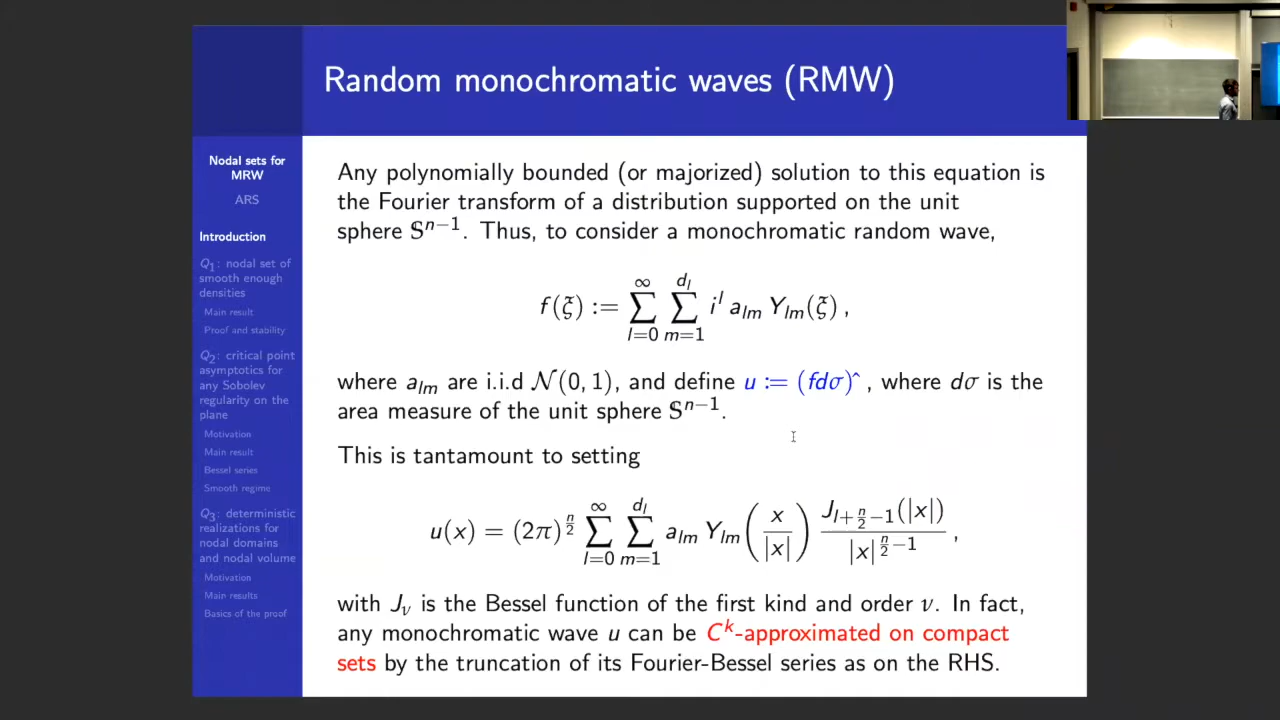 Random monochromatic waves (RMW)
Nodal sets for
MRW
ARS
Introduction
Q1: nodal set of
smooth enough
densities
Main result
Proof and stability
Q2: critical point
asymptotics for
any Sobolev
regularity on the
plane
Motivation
Main result
Bessel series
Smooth regime
Q3: deterministic
realizations for
nodal domains
and nodal volume
Motivation
Main results
Basics of the proof
Any polynomially bounded (or majorized) solution to this equation is
the Fourier transform of a distribution supported on the unit
sphere 𝕊^{n−1}. Thus, to consider a monochromatic random wave,
f(ξ) := ∑_{l=0}^{∞} ∑_{m=1}^{d_l} i^l a_{lm} Y_{lm}(ξ) ,
where a_{lm} are i.i.d 𝒩(0, 1), and define u := (fdσ)^ , where dσ is the
area measure of the unit sphere 𝕊^{n−1}.
This is tantamount to setting
u(x) = (2π)^{n/2} ∑_{l=0}^{∞} ∑_{m=1}^{d_l} a_{lm} Y_{lm}(x/|x|) J_{l+n/2−1}(|x|)/|x|^{n/2−1} ,
with J_ν is the Bessel function of the first kind and order ν. In fact,
any monochromatic wave u can be C^k-approximated on compact
sets by the truncation of its Fourier-Bessel series as on the RHS.